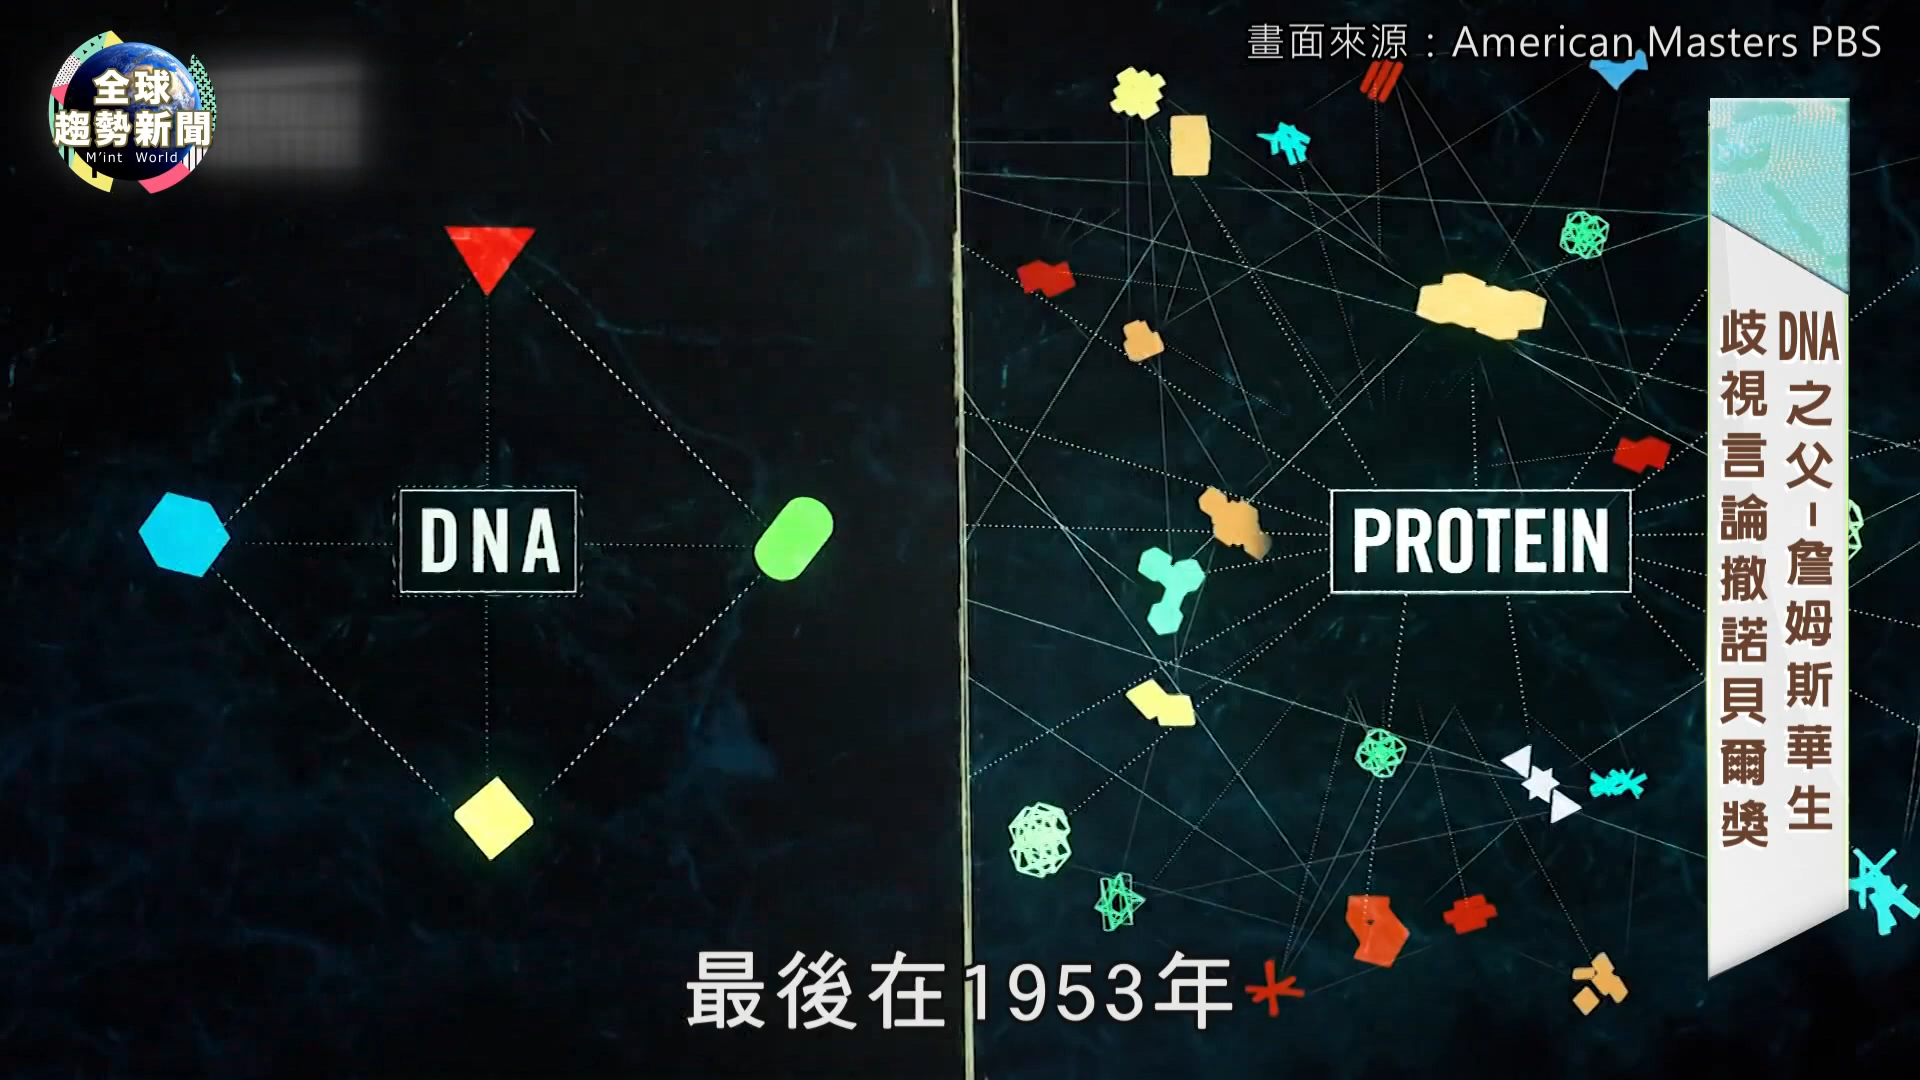 畫面來源：American Masters PBS
全球
趨勢新聞
M'int World
DNA之父-詹姆斯華生
歧視言論撤諾貝爾獎
DNA
PROTEIN
最後在1953年